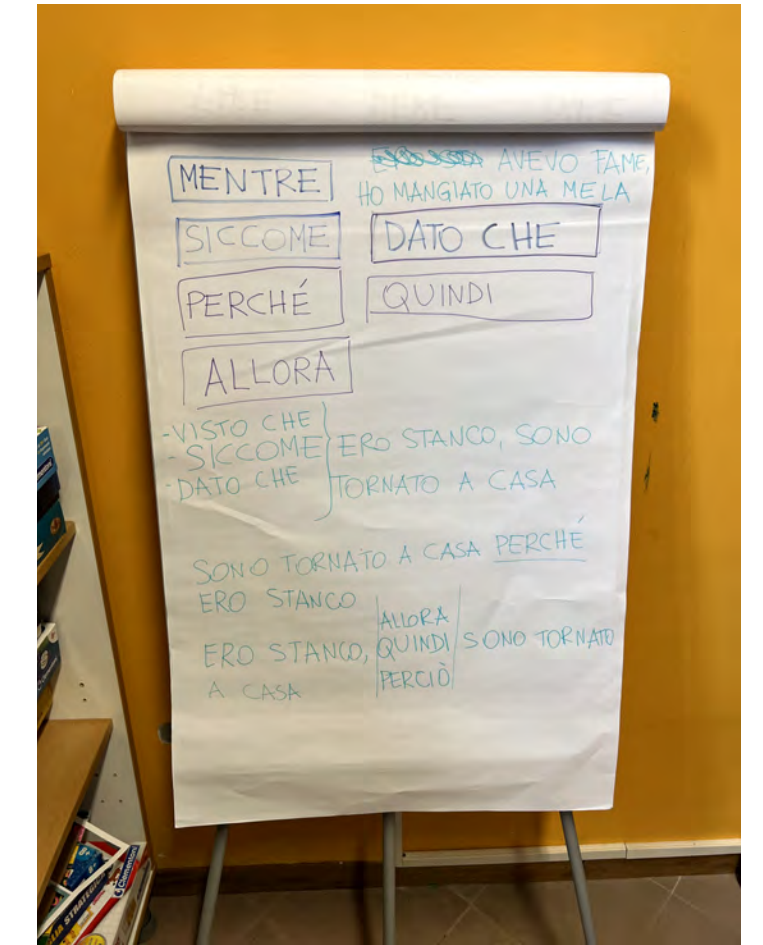 AVEVO FAME,
MENTRE HO MANGIATO UNA MELA
SICCOME DATO CHE
PERCHÉ QUINDI
ALLORA
-VISTO CHE
- SICCOME ERO STANCO, SONO
-DATO CHE TORNATO A CASA
SONO TORNATO A CASA PERCHÉ
ERO STANCO
ALLORA
ERO STANCO, QUINDI SONO TORNATO
A CASA PERCIÒ
Clementoni